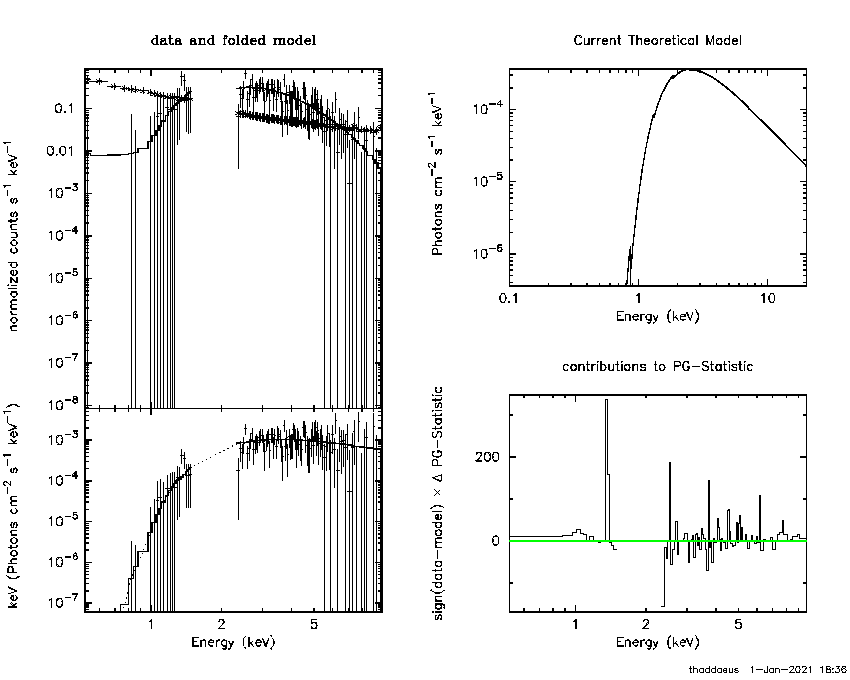 data and folded model
normalized counts s⁻¹ keV⁻¹
0.1
0.01
10⁻³
10⁻⁴
10⁻⁵
10⁻⁶
10⁻⁷
10⁻⁸
keV (Photons cm⁻² s⁻¹ keV⁻¹)
10⁻³
10⁻⁴
10⁻⁵
10⁻⁶
10⁻⁷
1 2 5
Energy (keV)
Current Theoretical Model
Photons cm⁻² s⁻¹ keV⁻¹
10⁻⁴
10⁻⁵
10⁻⁶
0.1 1 10
Energy (keV)
contributions to PG-Statistic
sign(data-model) × Δ PG-Statistic
200
0
1 2 5
Energy (keV)
thaddaeus 1-Jan-2021 18:36